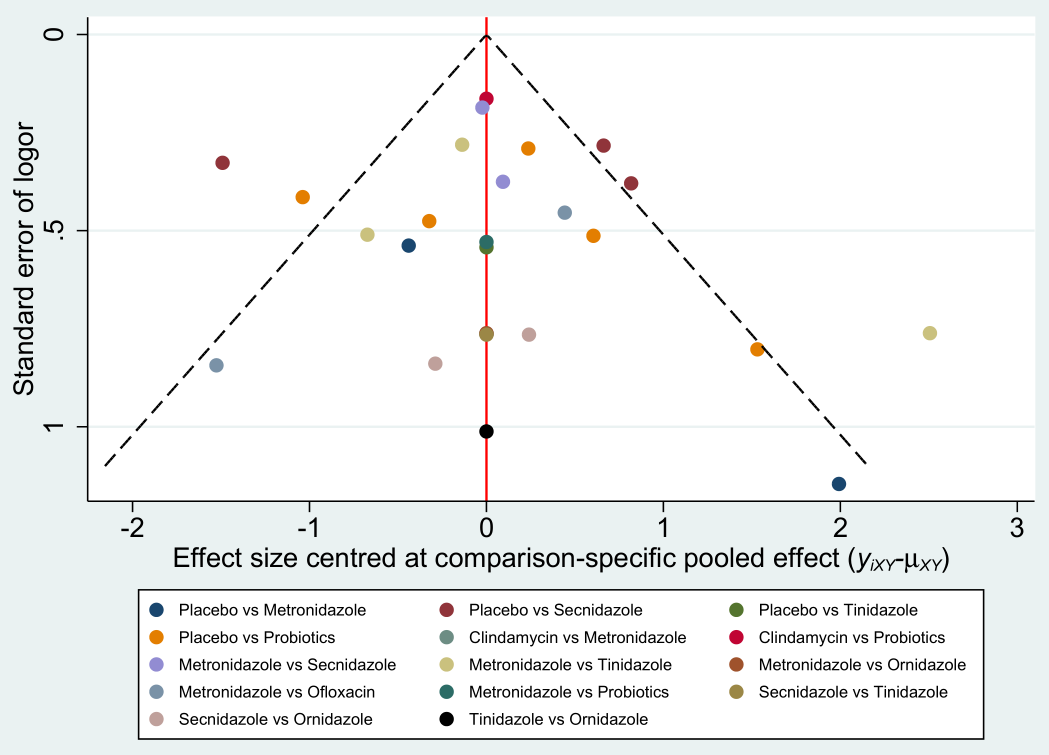 0
.5
1
Standard error of logor
-2 -1 0 1 2 3
Effect size centred at comparison-specific pooled effect (yiXY-µXY)
Placebo vs Metronidazole Placebo vs Secnidazole Placebo vs Tinidazole
Placebo vs Probiotics Clindamycin vs Metronidazole Clindamycin vs Probiotics
Metronidazole vs Secnidazole Metronidazole vs Tinidazole Metronidazole vs Ornidazole
Metronidazole vs Ofloxacin Metronidazole vs Probiotics Secnidazole vs Tinidazole
Secnidazole vs Ornidazole Tinidazole vs Ornidazole